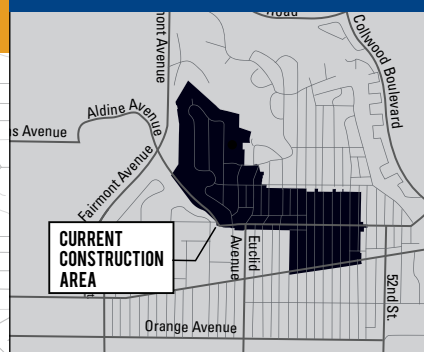 Road
mont Avenue
Collwood Boulevard
Aldine Avenue
s Avenue
Fairmont Avenue
CURRENT
CONSTRUCTION
AREA
Euclid
Avenue
52nd St.
Orange Avenue